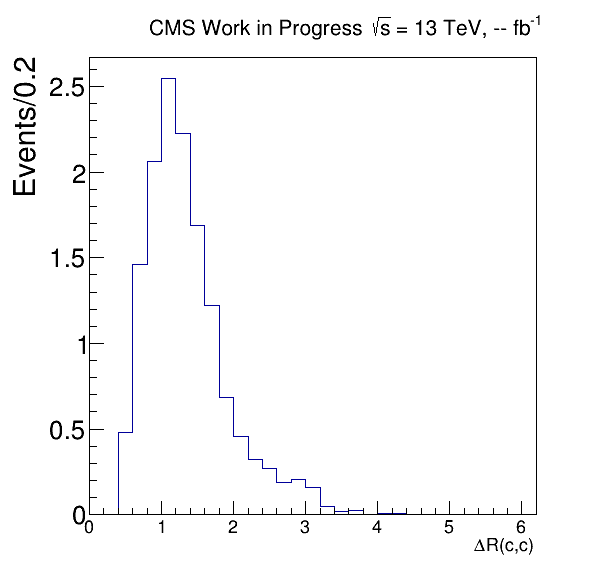 CMS Work in Progress √s = 13 TeV, -- fb⁻¹
Events/0.2
2.5
2
1.5
1
0.5
0
0 1 2 3 4 5 6
ΔR(c,c)